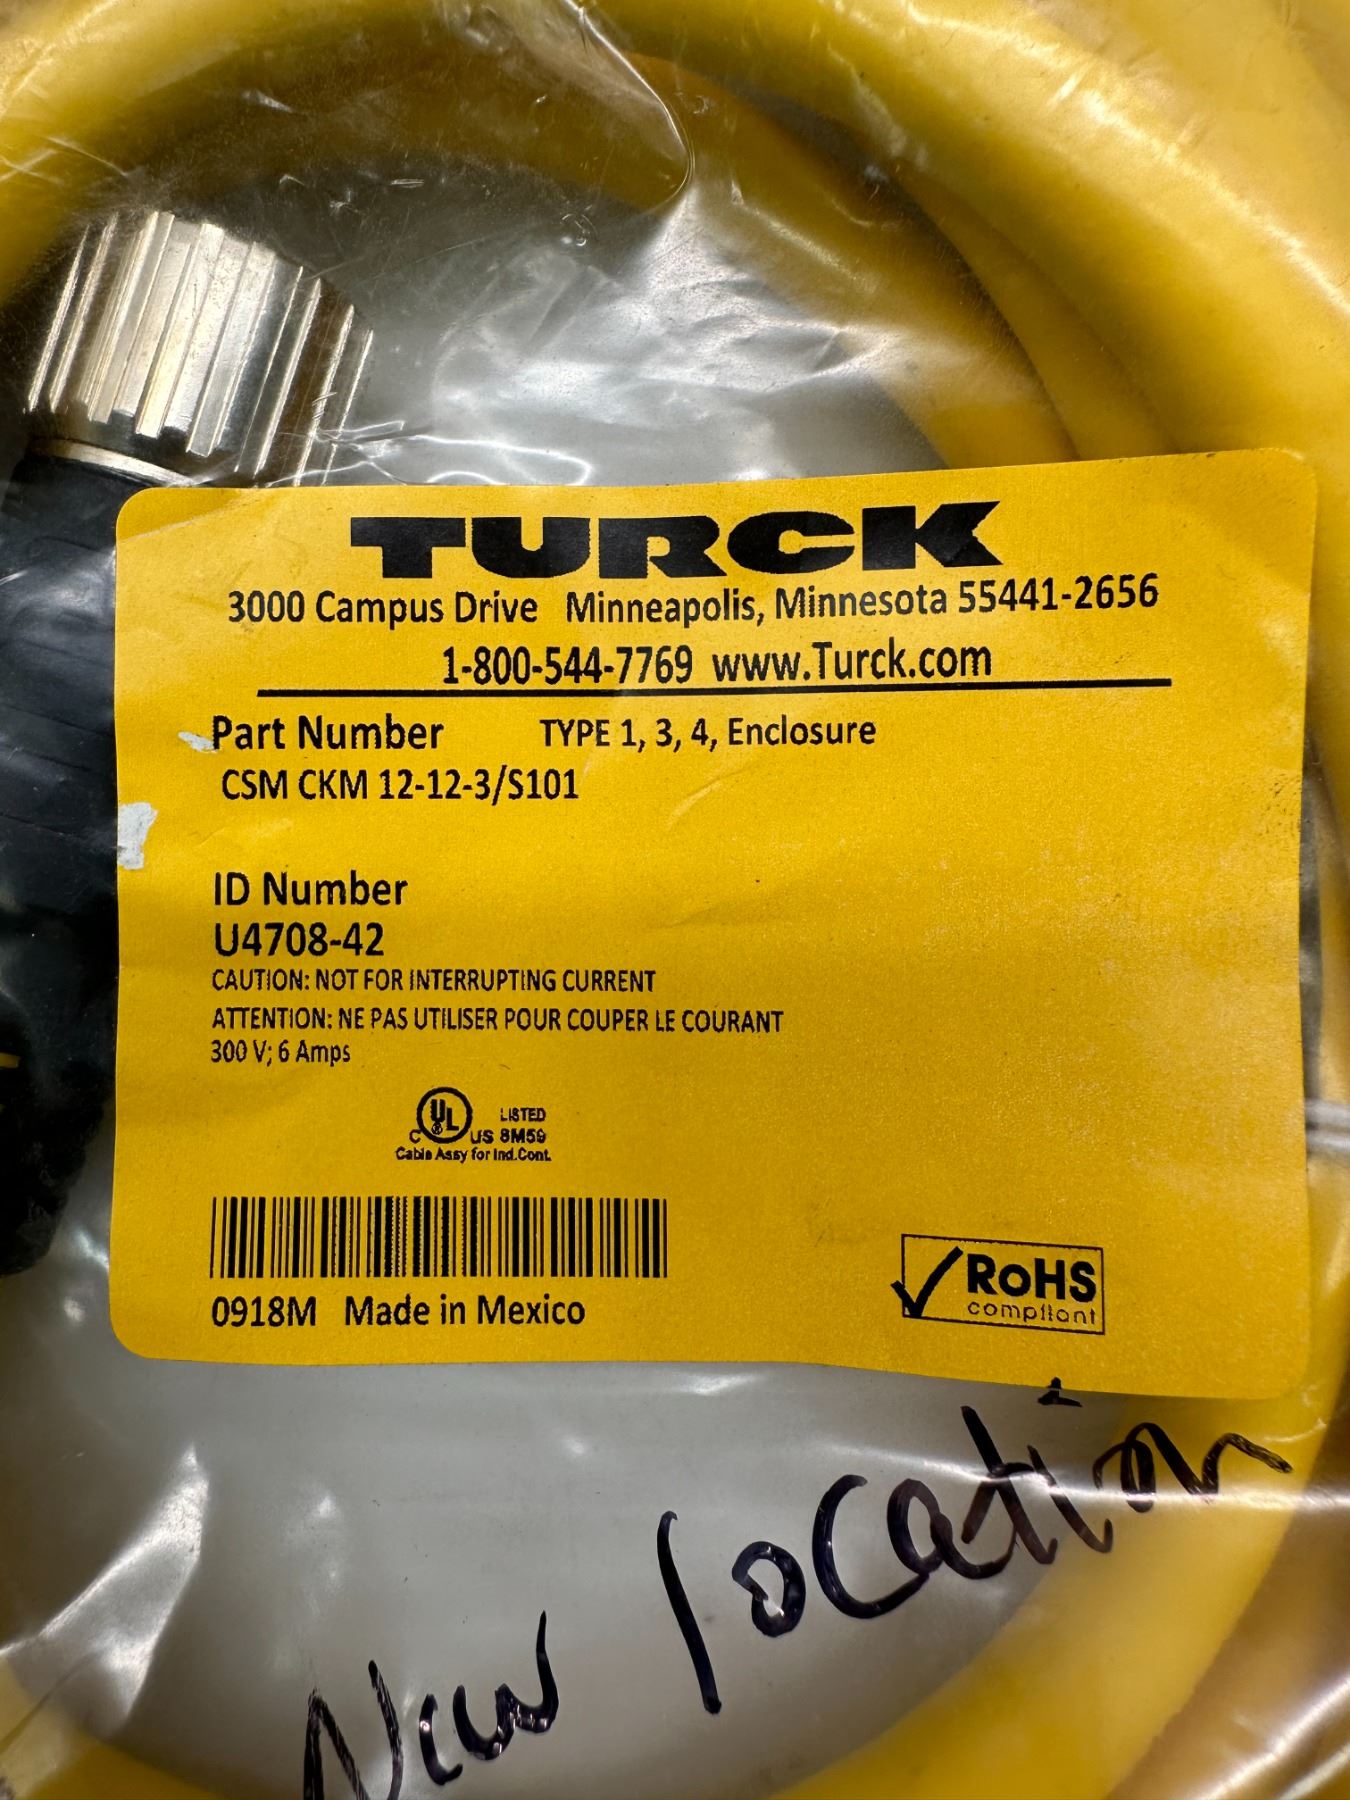 TURCK
3000 Campus Drive Minneapolis, Minnesota 55441-2656
1-800-544-7769 www.Turck.com
Part Number TYPE 1, 3, 4, Enclosure
CSM CKM 12-12-3/S101
ID Number
U4708-42
CAUTION: NOT FOR INTERRUPTING CURRENT
ATTENTION: NE PAS UTILISER POUR COUPER LE COURANT
300 V; 6 Amps
UL® LISTED
C US 8M59
Cable Assy for Ind.Cont.
0918M Made in Mexico
RoHS
compliant
New location